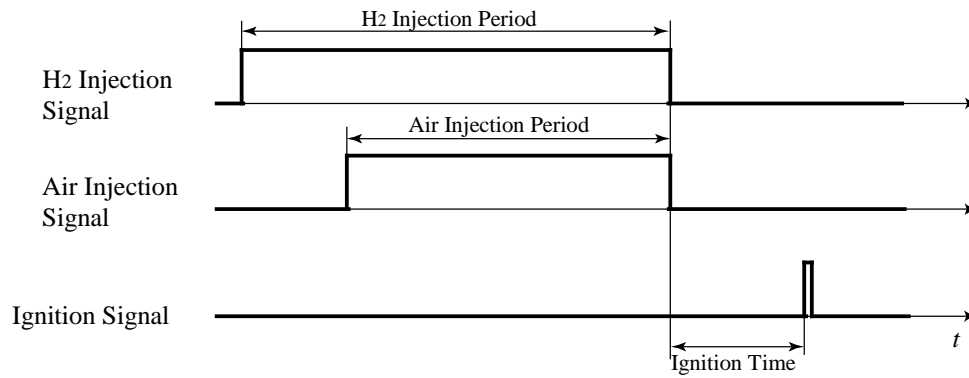 H2 Injection Period
H2 Injection
Signal
Air Injection Period
Air Injection
Signal
Ignition Signal
t
Ignition Time